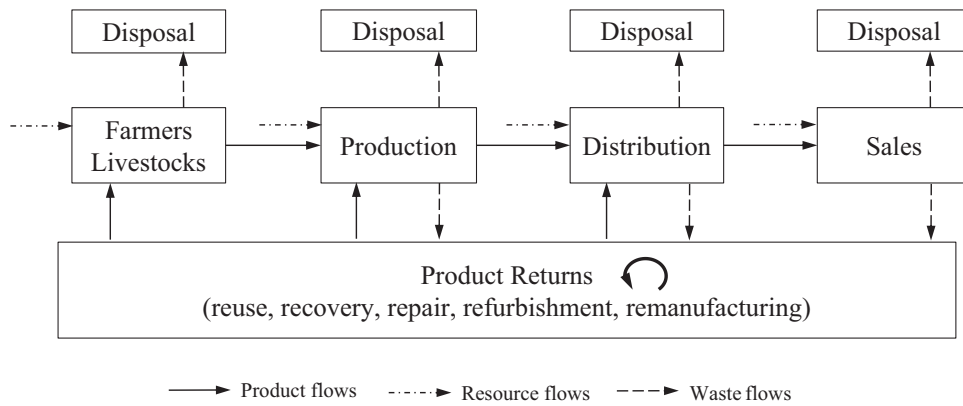 Disposal
Disposal
Disposal
Disposal
Farmers
Livestocks
Production
Distribution
Sales
Product Returns
(reuse, recovery, repair, refurbishment, remanufacturing)
Product flows
Resource flows
Waste flows